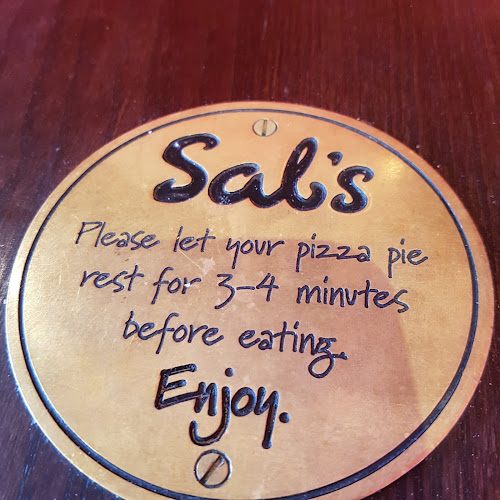 Sal's
Please let your pizza pie
rest for 3-4 minutes
before eating.
Enjoy.